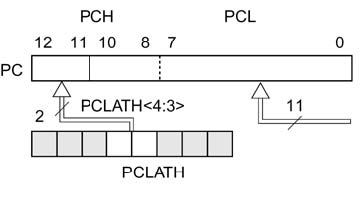 PCH PCL
12 11 10 8 7 0
PC
2 PCLATH<4:3> 11
PCLATH